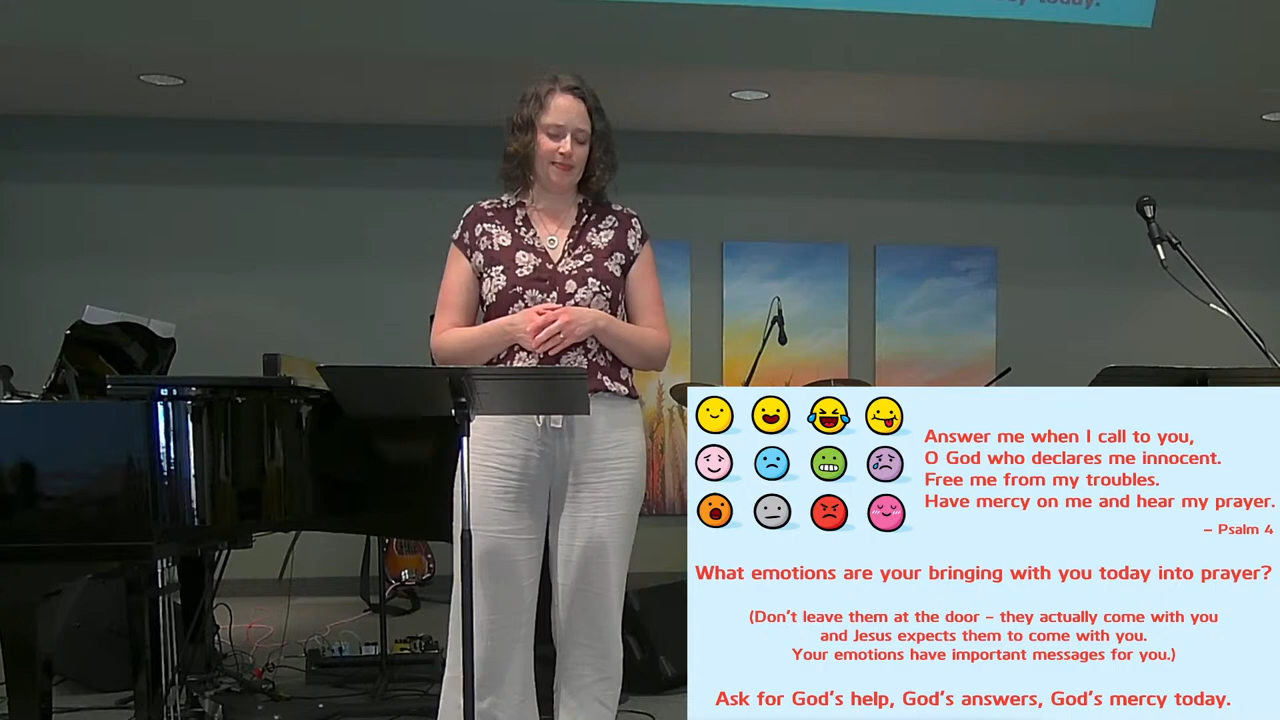 today.
Answer me when I call to you,
O God who declares me innocent.
Free me from my troubles.
Have mercy on me and hear my prayer.
– Psalm 4
What emotions are your bringing with you today into prayer?
(Don't leave them at the door – they actually come with you
and Jesus expects them to come with you.
Your emotions have important messages for you.)
Ask for God's help, God's answers, God's mercy today.